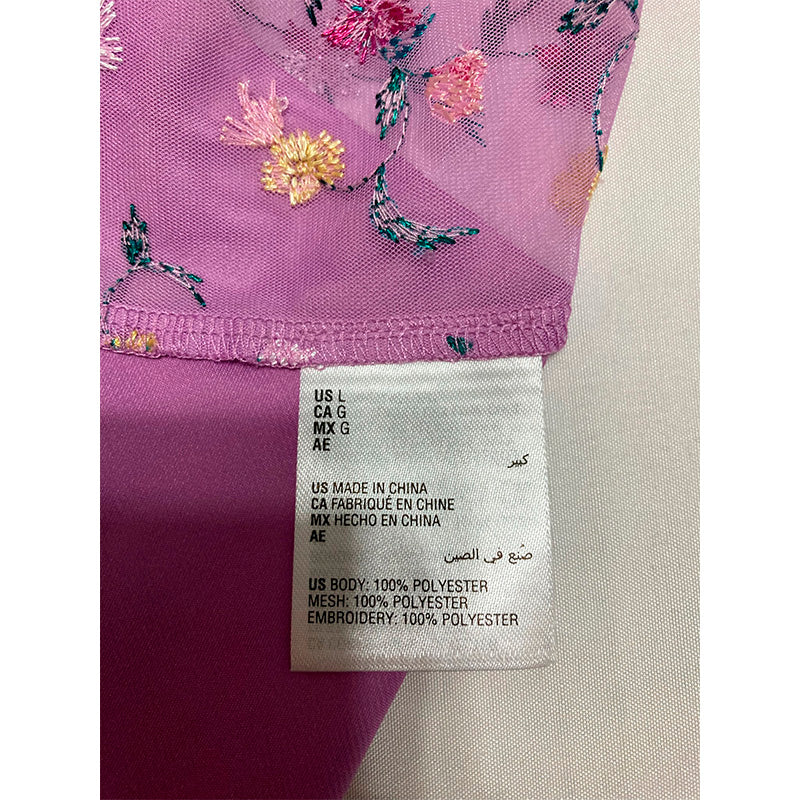 US L
CA G
MX G
AE
كبير
US MADE IN CHINA
CA FABRIQUÉ EN CHINE
MX HECHO EN CHINA
AE
صُنع في الصين
US BODY: 100% POLYESTER
MESH: 100% POLYESTER
EMBROIDERY: 100% POLYESTER